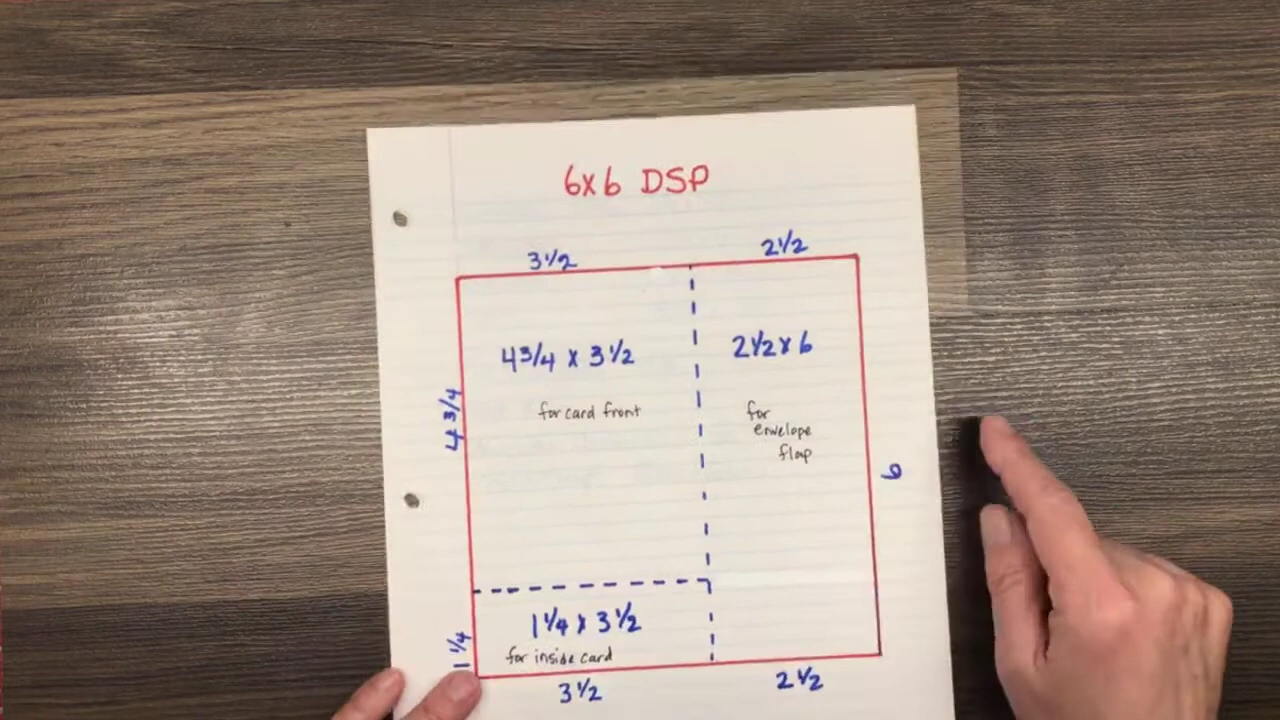 6x6 DSP
3 1/2 2 1/2
4 3/4 x 3 1/2 2 1/2 x 6
for card front for
envelope
flap
4 3/4 6
1 1/4 x 3 1/2
for inside card
1 1/4
3 1/2 2 1/2